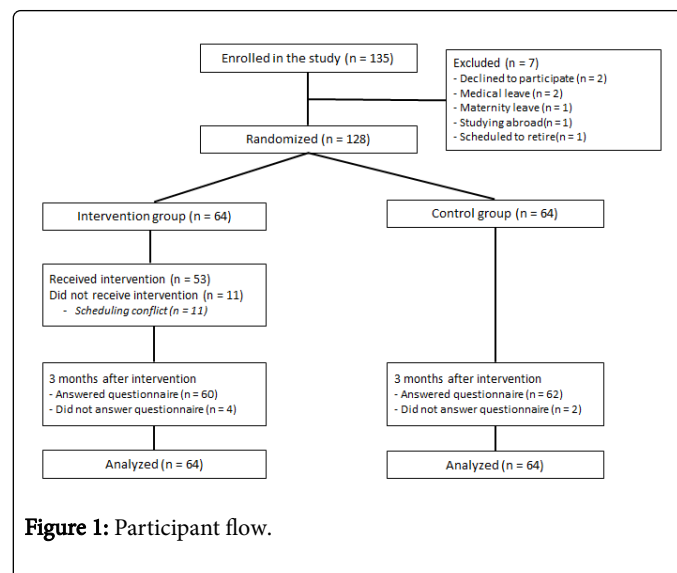 Enrolled in the study (n = 135)
Excluded (n = 7)
- Declined to participate (n = 2)
- Medical leave (n = 2)
- Maternity leave (n = 1)
- Studying abroad(n = 1)
- Scheduled to retire(n = 1)
Randomized (n = 128)
Intervention group (n = 64)
Control group (n = 64)
Received intervention (n = 53)
Did not receive intervention (n = 11)
- Scheduling conflict (n = 11)
3 months after intervention
- Answered questionnaire (n = 60)
- Did not answer questionnaire (n = 4)
3 months after intervention
- Answered questionnaire (n = 62)
- Did not answer questionnaire (n = 2)
Analyzed (n = 64)
Analyzed (n = 64)
Figure 1: Participant flow.